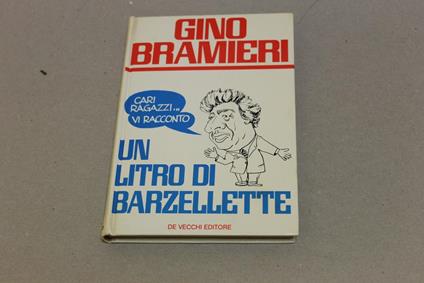 GINO
BRAMIERI
CARI
RAGAZZI...
VI RACCONTO
UN
LITRO DI
BARZELLETTE
DE VECCHI EDITORE